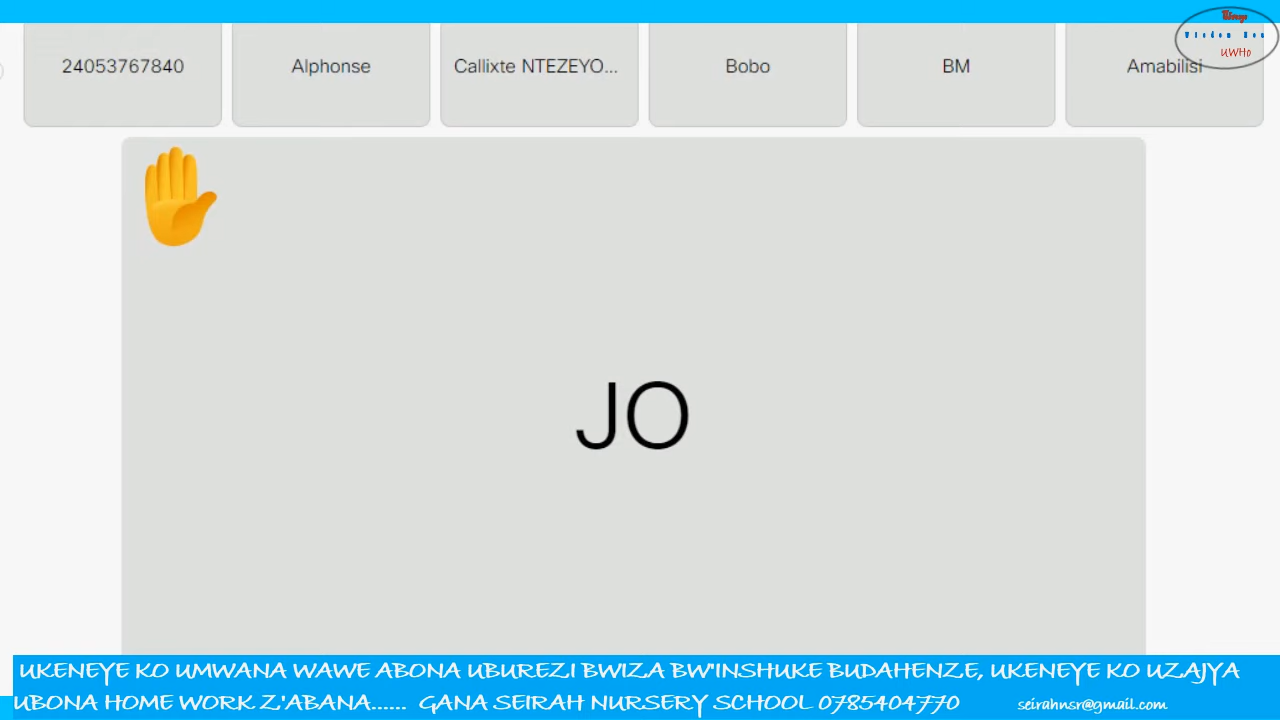 24053767840
Alphonse
Callixte NTEZEYO...
Bobo
BM
Amabilisi
UWHo
JO
UKENEYE KO UMWANA WAWE ABONA UBUREZI BWIZA BW"INSHUKE BUDAHENZE, UKENEYE KO UZAJYA
UBONA HOME WORK Z'ABANA...... GANA SEIRAH NURSERY SCHOOL 0785404770 seirahnsr@gmail.com